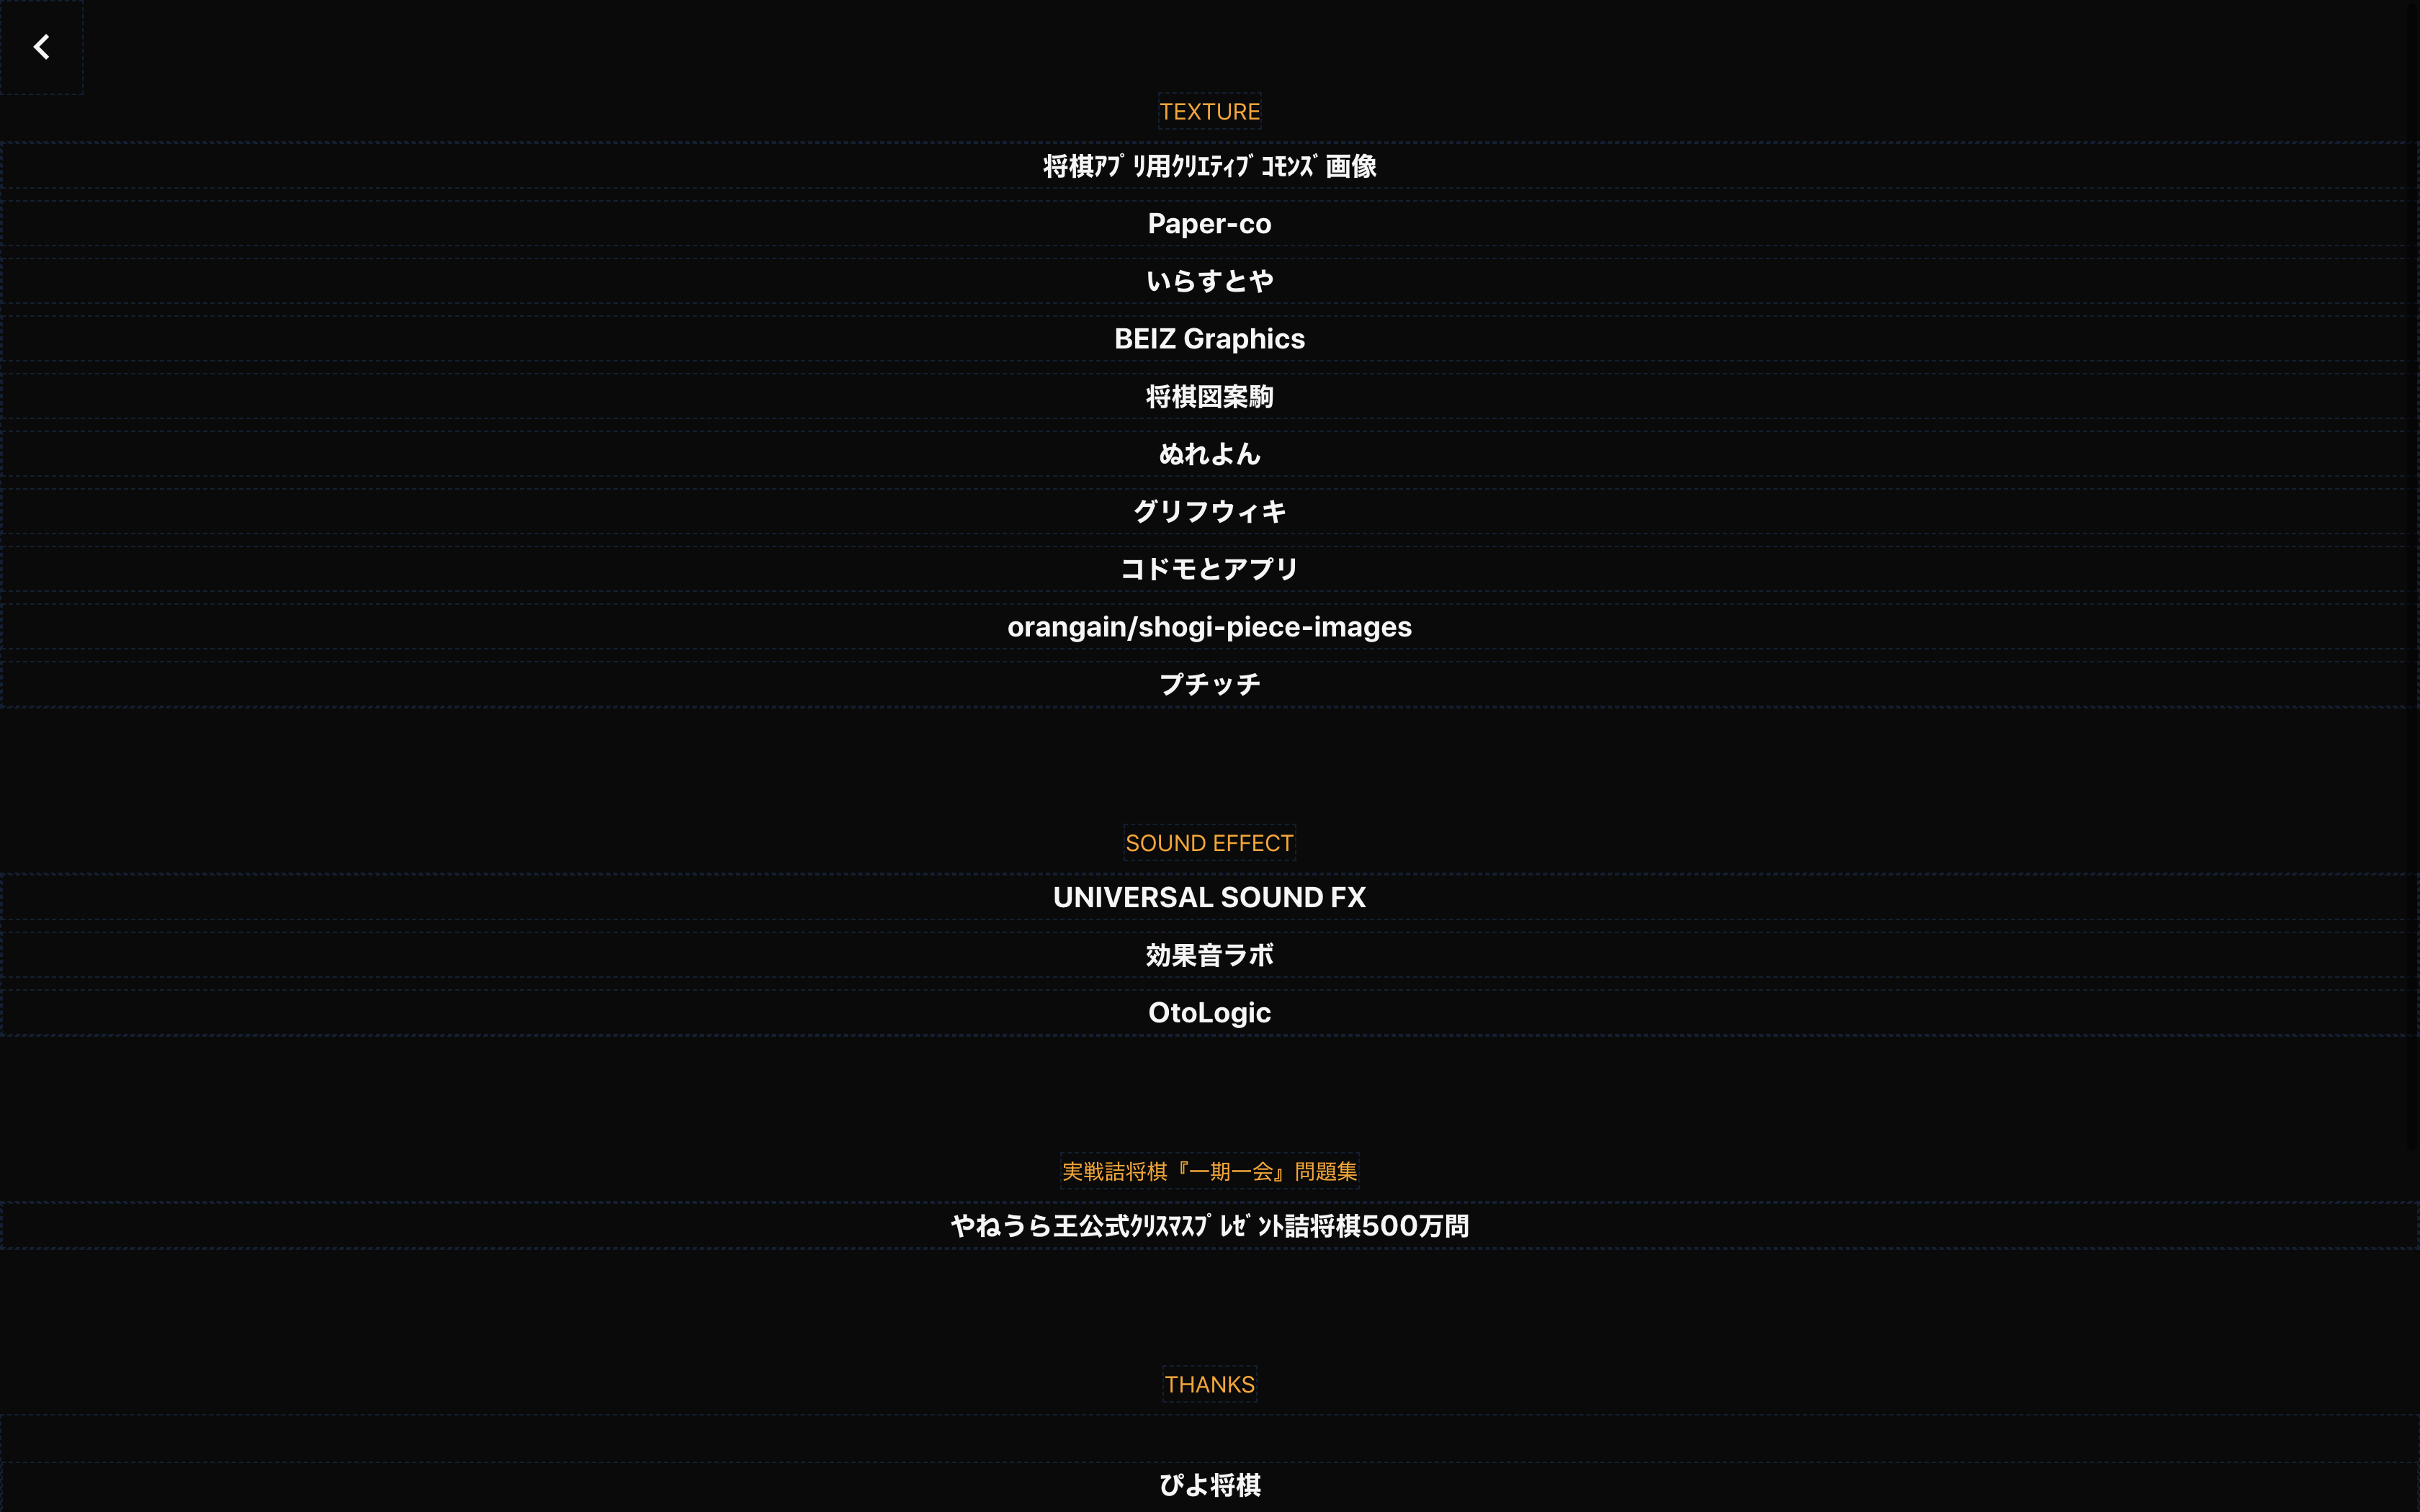 TEXTURE
将棋ｱﾌﾟﾘ用ｸﾘｴﾃｨﾌﾞｺﾓﾝｽﾞ画像
Paper-co
いらすとや
BEIZ Graphics
将棋図案駒
ぬれよん
グリフウィキ
コドモとアプリ
orangain/shogi-piece-images
プチッチ
SOUND EFFECT
UNIVERSAL SOUND FX
効果音ラボ
OtoLogic
実戦詰将棋『一期一会』問題集
やねうら王公式ｸﾘｽﾏｽﾌﾟﾚｾﾞﾝﾄ詰将棋500万問
THANKS
ぴよ将棋